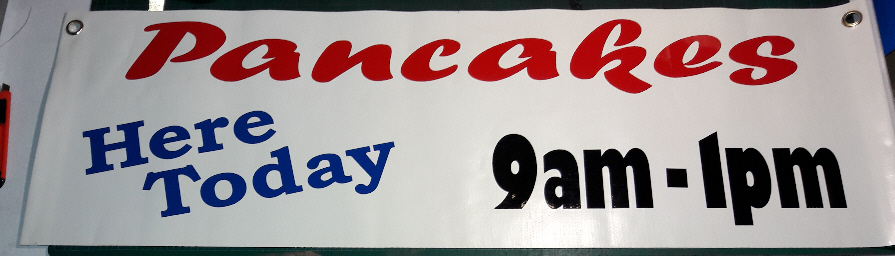 Pancakes
Here
Today
9am - 1pm